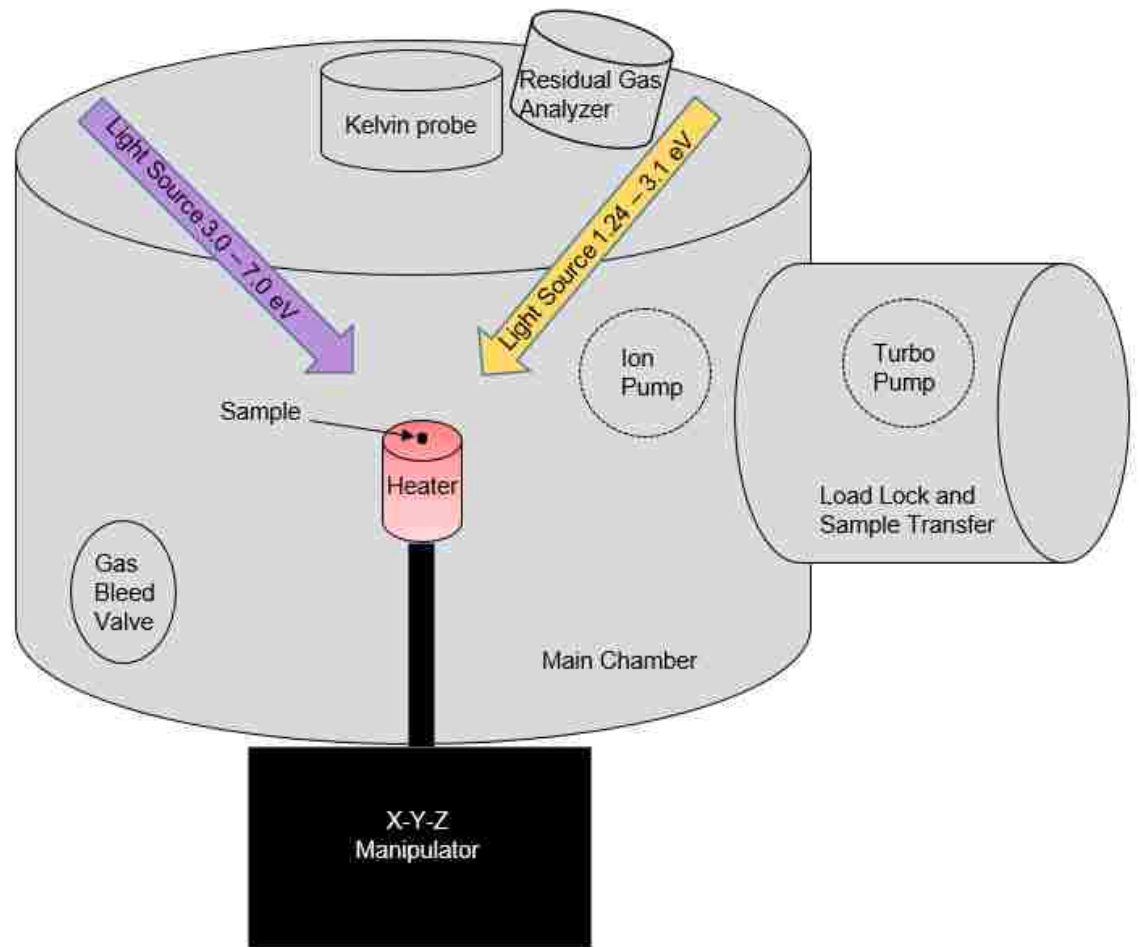 Residual Gas
Analyzer
Kelvin probe
Light Source 3.0 – 7.0 eV
Light Source 1.24 – 3.1 eV
Ion
Pump
Turbo
Pump
Sample
Heater
Load Lock and
Sample Transfer
Gas
Bleed
Valve
Main Chamber
X-Y-Z
Manipulator